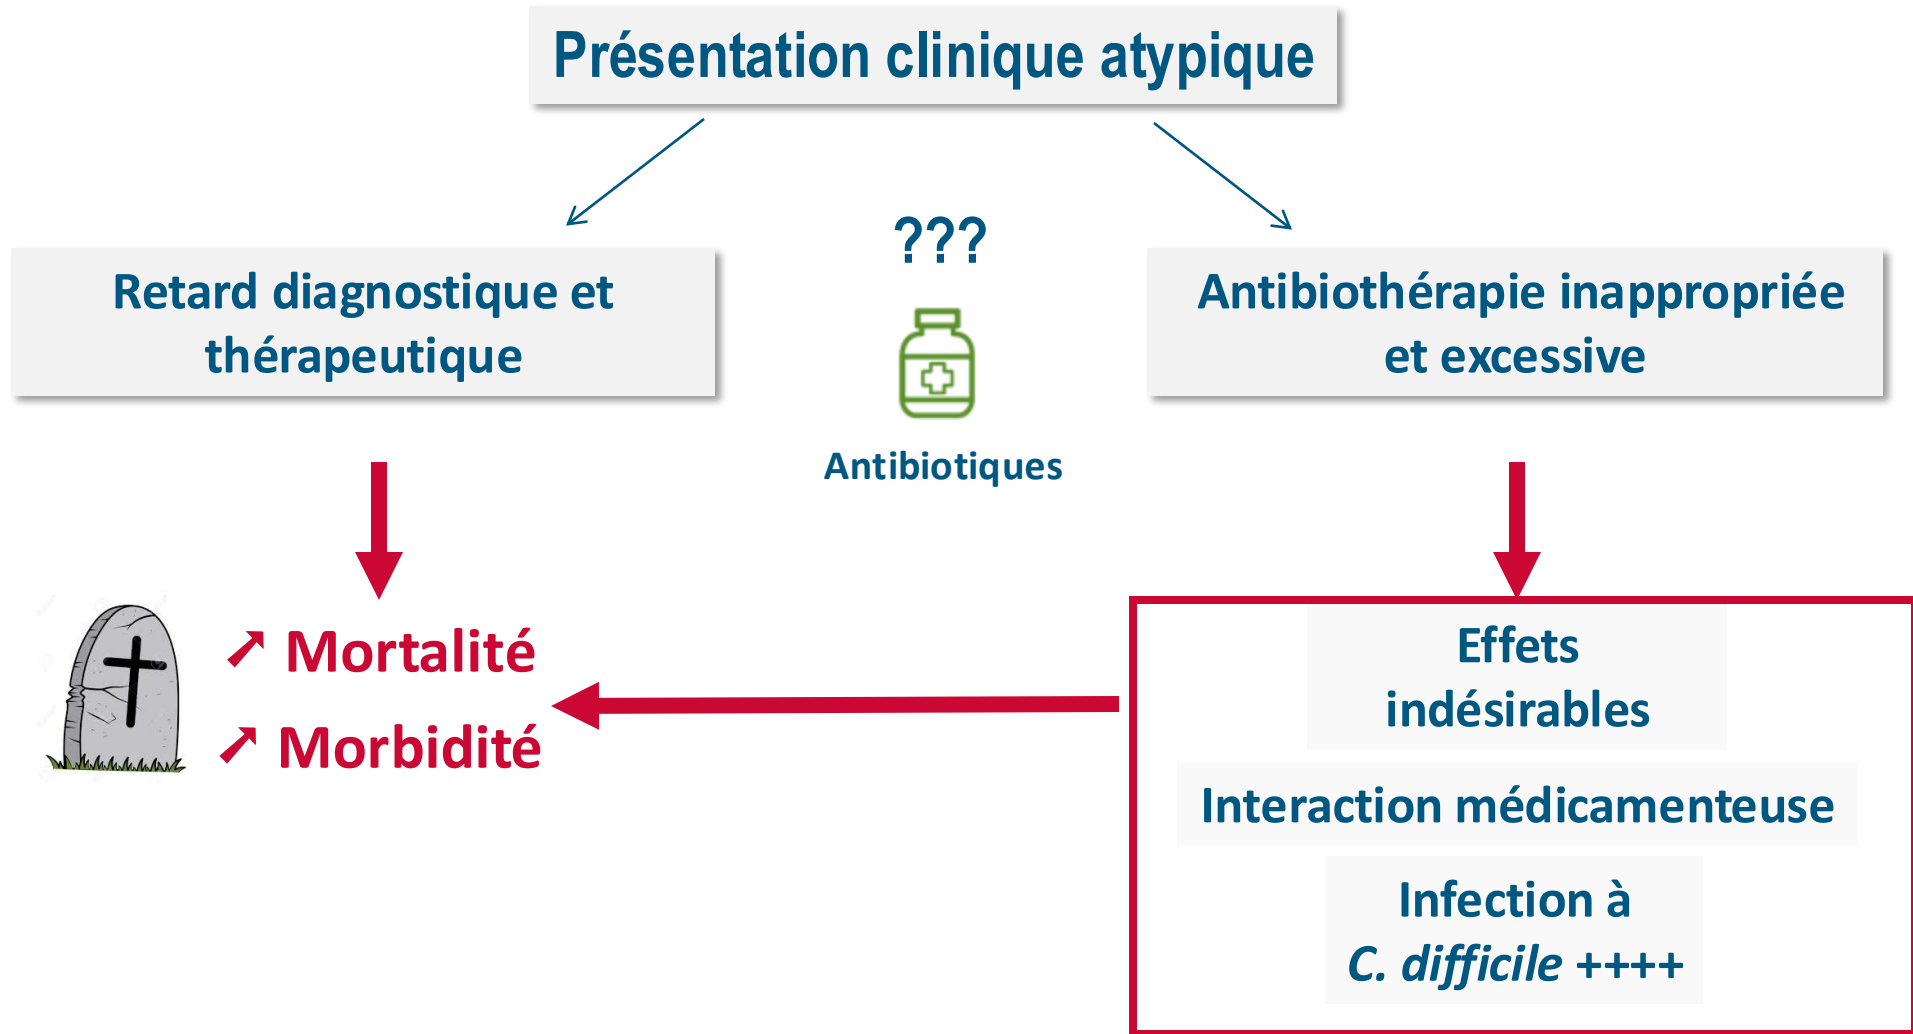 Présentation clinique atypique
???
Retard diagnostique et
thérapeutique
Antibiothérapie inappropriée
et excessive
Antibiotiques
➚ Mortalité
➚ Morbidité
Effets
indésirables
Interaction médicamenteuse
Infection à
C. difficile ++++